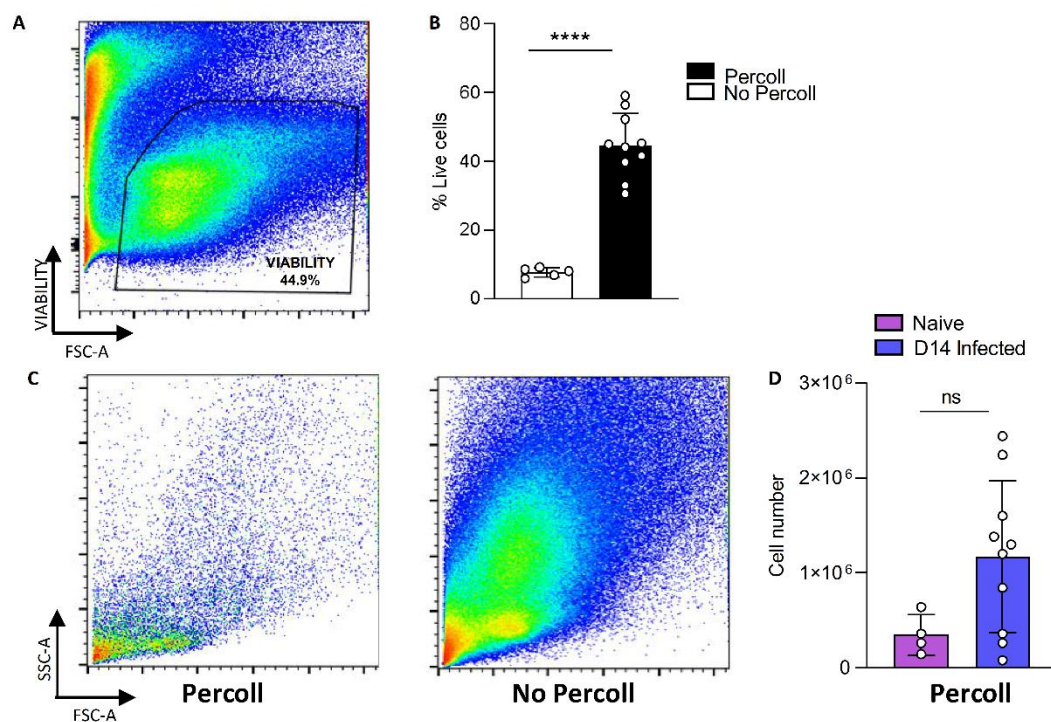 A
VIABILITY
44.9%
VIABILITY
FSC-A
B
80
60
40
20
0
% Live cells
****
Percoll
No Percoll
C
SSC-A
FSC-A
Percoll
No Percoll
Naive
D14 Infected
D
3×10⁶
2×10⁶
1×10⁶
0
Cell number
ns
Percoll